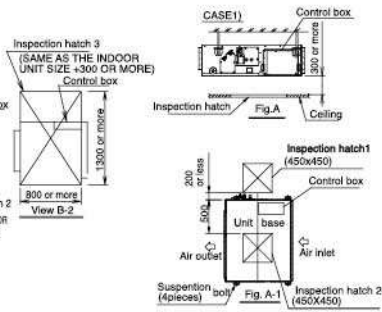 Inspection hatch 3
(SAME AS THE INDOOR
UNIT SIZE +300 OR MORE)
Control box
1300 or more
800 or more
View B-2
CASE1)
Control box
300 or more
Inspection hatch
Fig.A
Ceiling
Inspection hatch1
(450x450)
Control box
200
or less
500
Unit base
Air outlet
Air inlet
Suspention bolt
(4pieces)
Fig. A-1
Inspection hatch 2
(450X450)